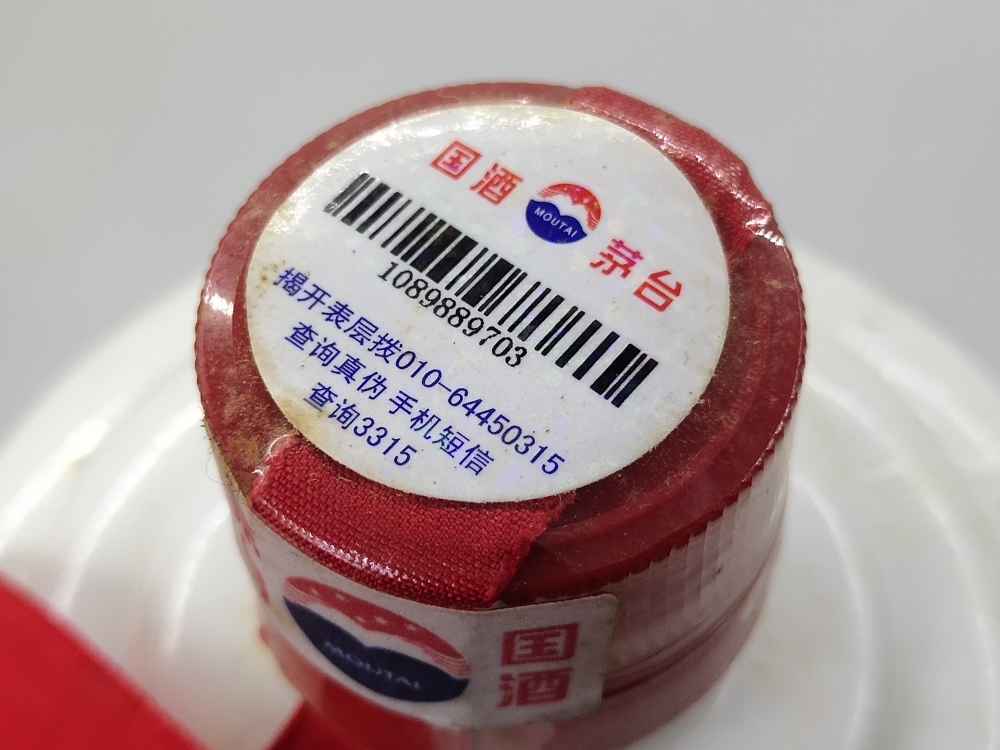 国酒 MOUTAI 茅台
1089889703
揭开表层拨010-64450315
查询真伪 手机短信
查询3315
MOUTAI
国酒